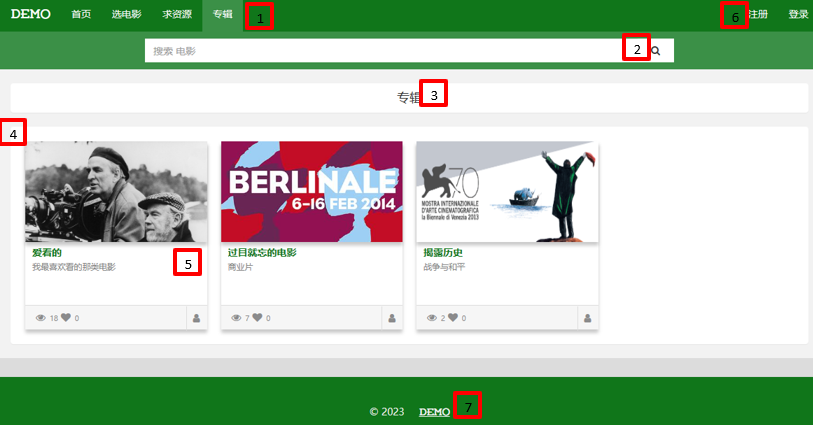 DEMO 首页 选电影 求资源 专辑 1 6 注册 登录
搜索 电影 2
专辑 3
4
BERLINALE
6–16 FEB 2014
70
MOSTRA INTERNAZIONALE
D'ARTE CINEMATOGRAFICA
la Biennale di Venezia 2013
爱看的 过目就忘的电影 揭露历史
我最喜欢看的那类电影 5 商业片 战争与和平
18 0 7 0 2 0
© 2023 DEMO 7